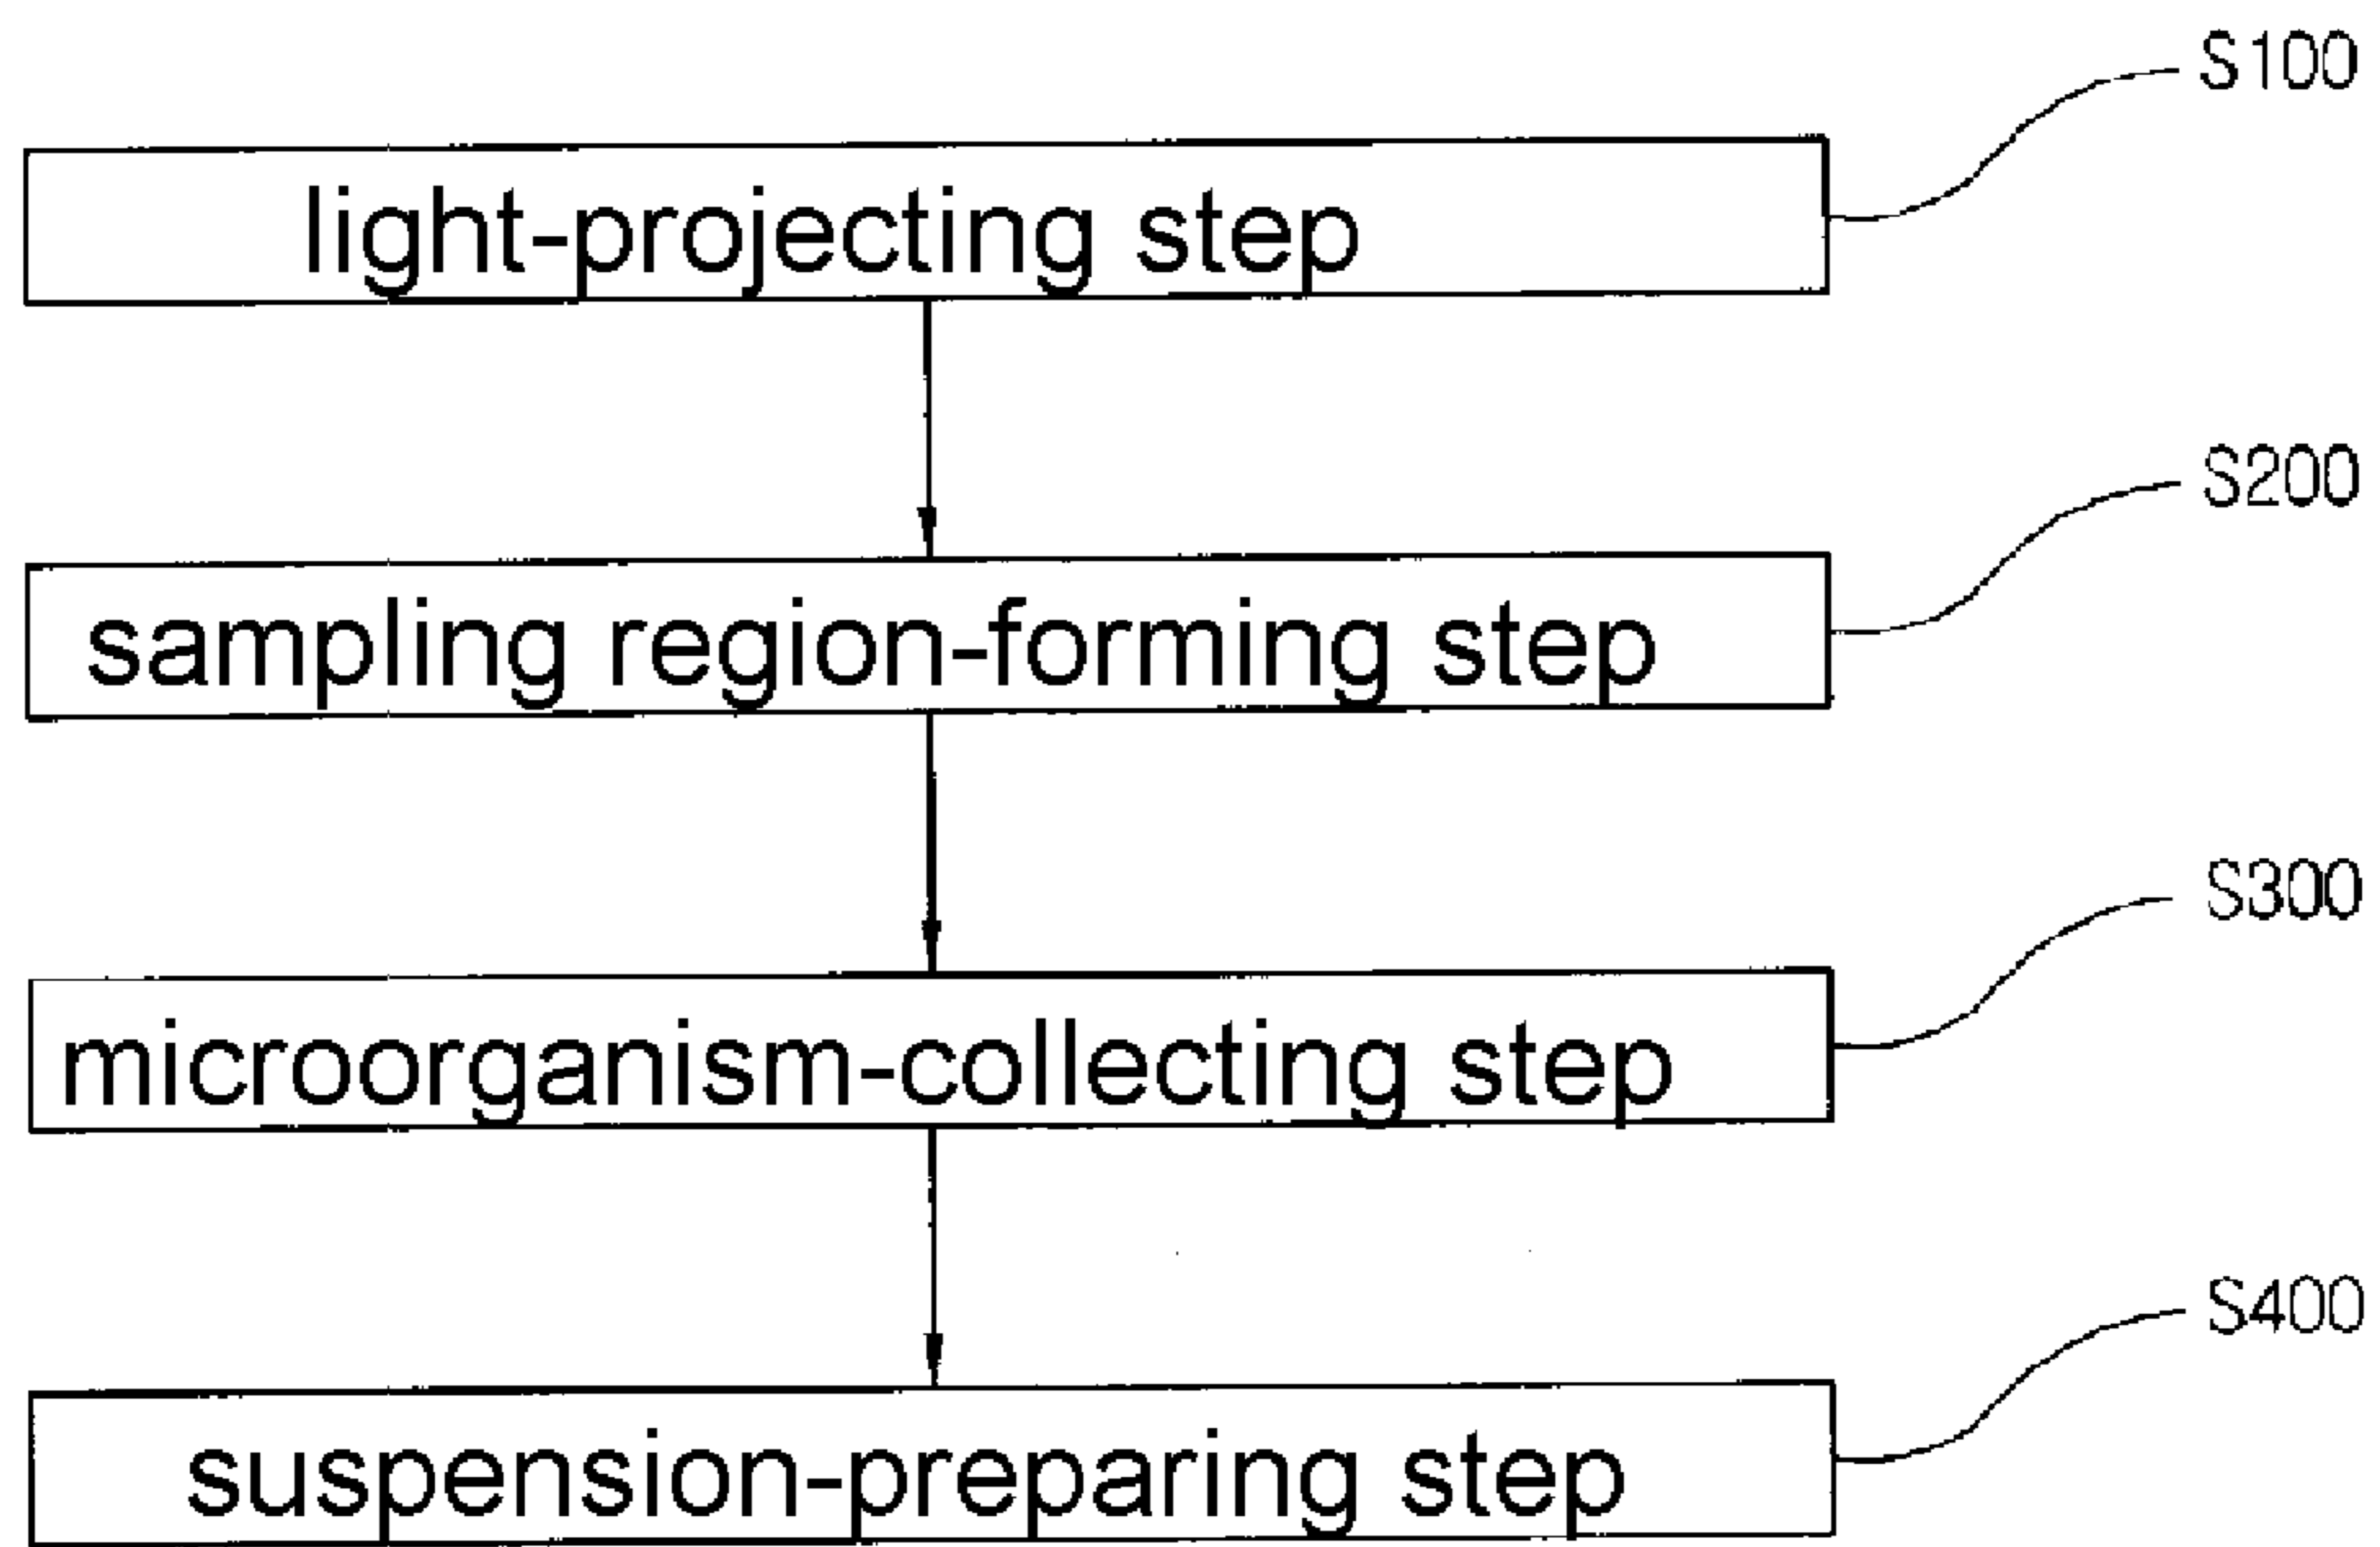 S100
light-projecting step
S200
sampling region-forming step
S300
microorganism-collecting step
S400
suspension-preparing step